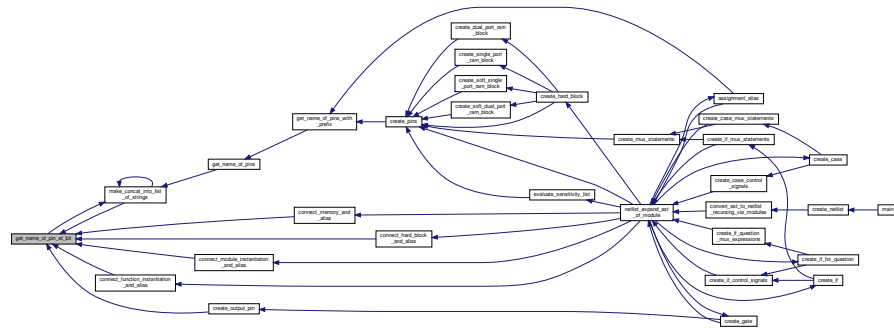 create_dual_port_ram
_block
create_single_port
_ram_block
create_soft_single
_port_ram_block
create_hard_block
create_soft_dual_port
_ram_block
assignment_alias
get_name_of_pins_with
_prefix
create_pins
create_case_mux_statements
create_mux_statements
create_if_mux_statements
get_name_of_pins
create_case
create_case_control
_signals
make_concat_into_list
_of_strings
evaluate_sensitivity_list
netlist_expand_ast
_of_module
convert_ast_to_netlist
_recursing_via_modules
create_netlist
main
connect_memory_and
_alias
get_name_of_pin_at_bit
connect_hard_block
_and_alias
create_if_question
_mux_expressions
connect_module_instantiation
_and_alias
create_if_for_question
connect_function_instantiation
_and_alias
create_if_control_signals
create_if
create_output_pin
create_gate